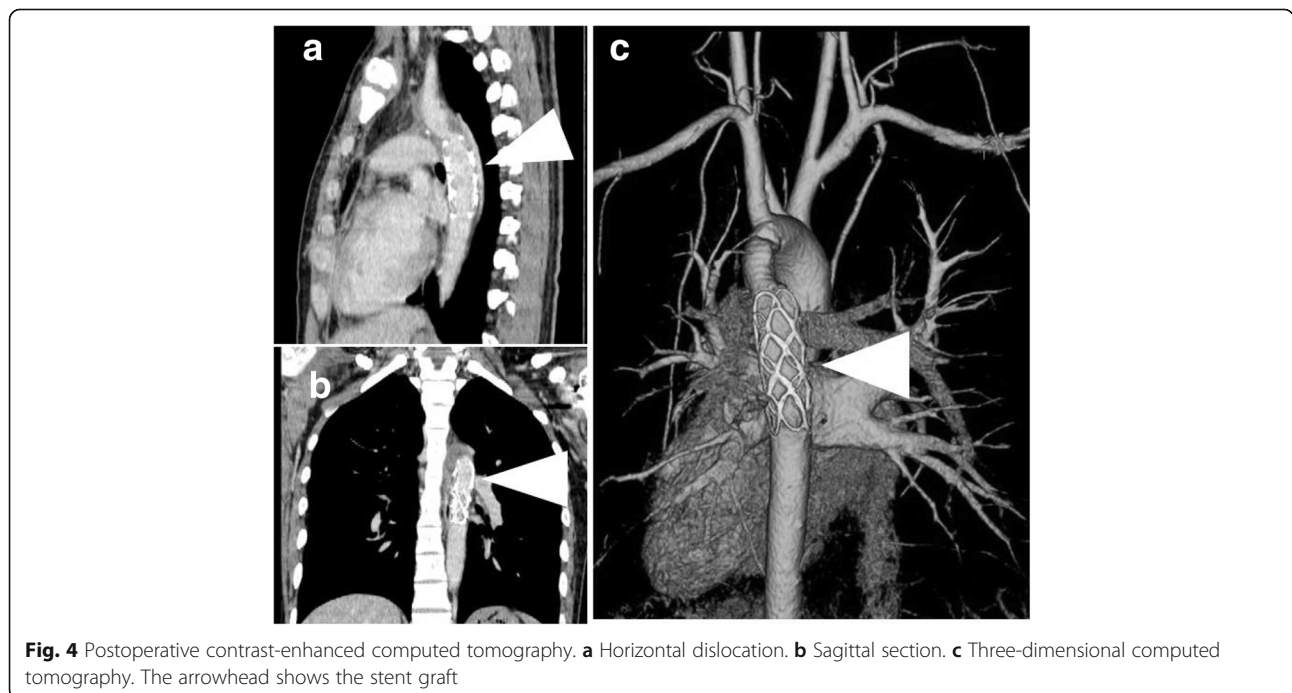 a
c
b
Fig. 4 Postoperative contrast-enhanced computed tomography. a Horizontal dislocation. b Sagittal section. c Three-dimensional computed
tomography. The arrowhead shows the stent graft